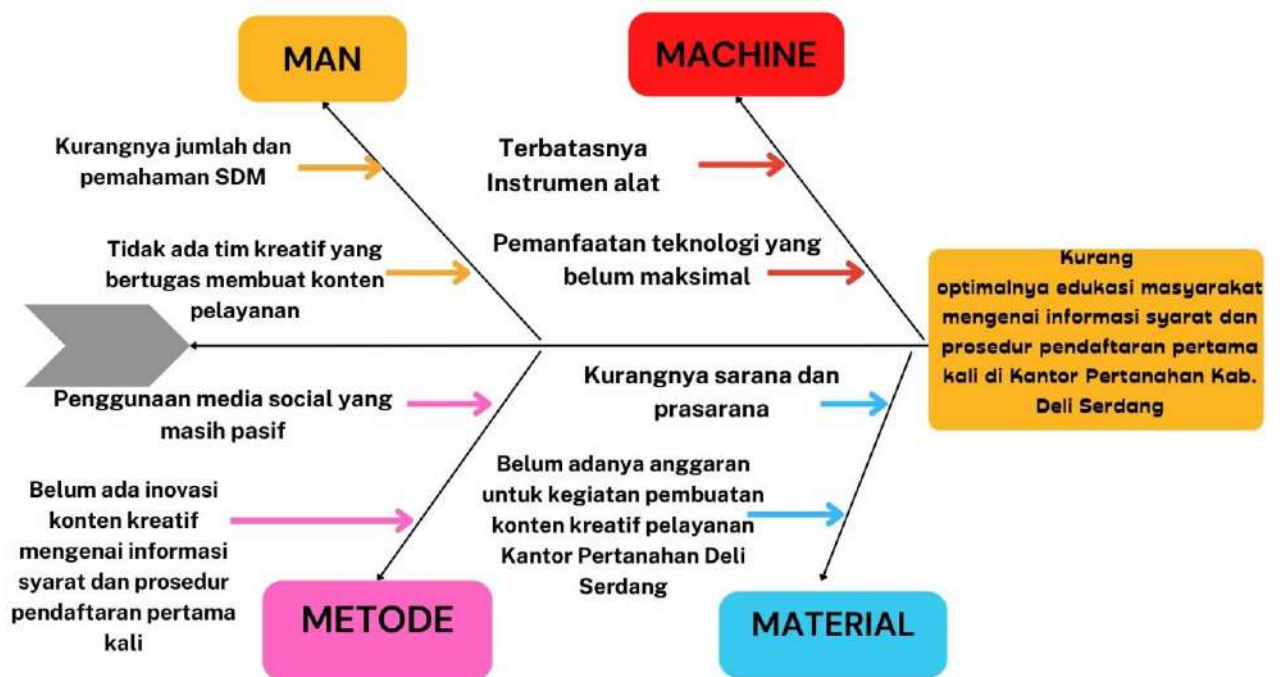 MAN
MACHINE
Kurangnya jumlah dan
pemahaman SDM
Terbatasnya
Instrumen alat
Tidak ada tim kreatif yang
bertugas membuat konten
pelayanan
Pemanfaatan teknologi yang
belum maksimal
Kurang
optimalnya edukasi masyarakat
mengenai informasi syarat dan
prosedur pendaftaran pertama
kali di Kantor Pertanahan Kab.
Deli Serdang
Penggunaan media social yang
masih pasif
Kurangnya sarana dan
prasarana
Belum ada inovasi
konten kreatif
mengenai informasi
syarat dan prosedur
pendaftaran pertama
kali
Belum adanya anggaran
untuk kegiatan pembuatan
konten kreatif pelayanan
Kantor Pertanahan Deli
Serdang
METODE
MATERIAL